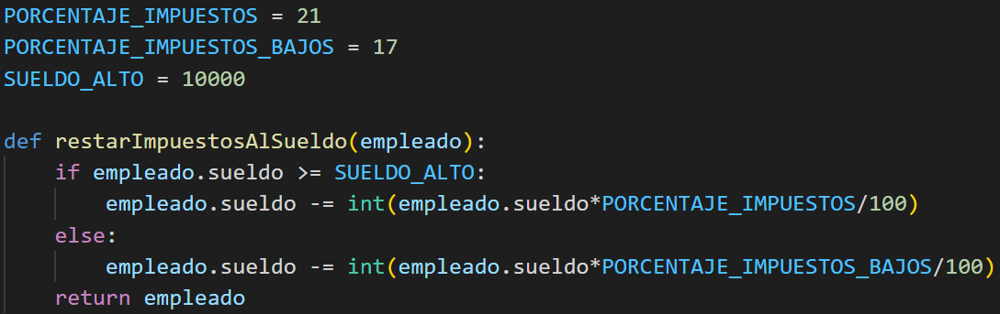 PORCENTAJE_IMPUESTOS = 21
PORCENTAJE_IMPUESTOS_BAJOS = 17
SUELDO_ALTO = 10000

def restarImpuestosAlSueldo(empleado):
    if empleado.sueldo >= SUELDO_ALTO:
        empleado.sueldo -= int(empleado.sueldo*PORCENTAJE_IMPUESTOS/100)
    else:
        empleado.sueldo -= int(empleado.sueldo*PORCENTAJE_IMPUESTOS_BAJOS/100)
    return empleado